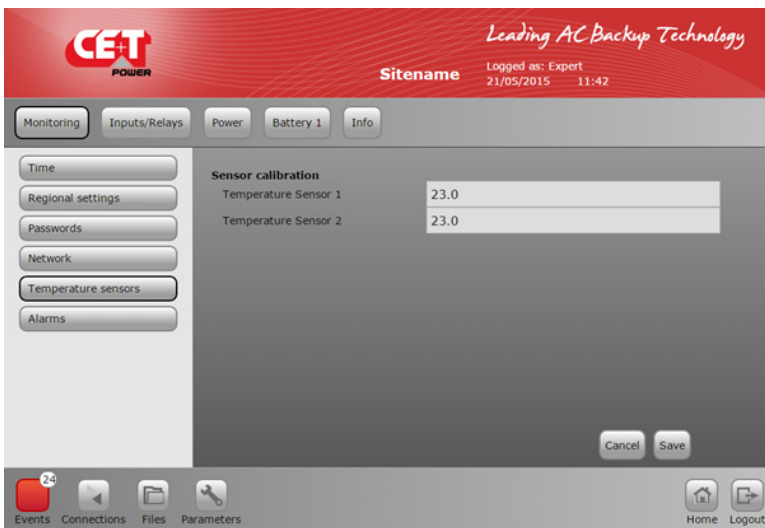 CE+T
POWER
Leading AC Backup Technology
Sitename
Logged as: Expert
21/05/2015 11:42
Monitoring Inputs/Relays Power Battery 1 Info
Time
Regional settings
Passwords
Network
Temperature sensors
Alarms
Sensor calibration
Temperature Sensor 1 23.0
Temperature Sensor 2 23.0
Cancel Save
24
Events Connections Files Parameters Home Logout